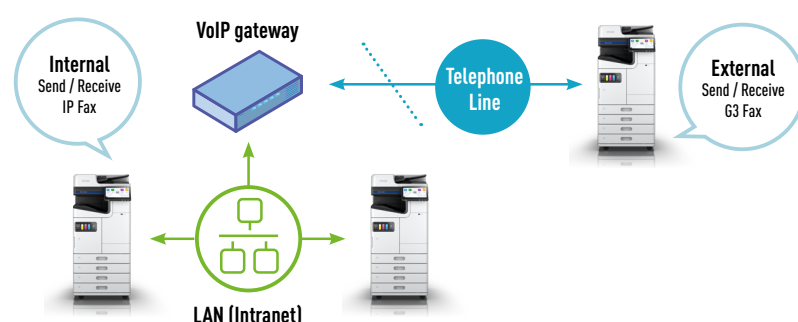 VoIP gateway
Internal
Send / Receive
IP Fax
Telephone
Line
External
Send / Receive
G3 Fax
LAN (Intranet)